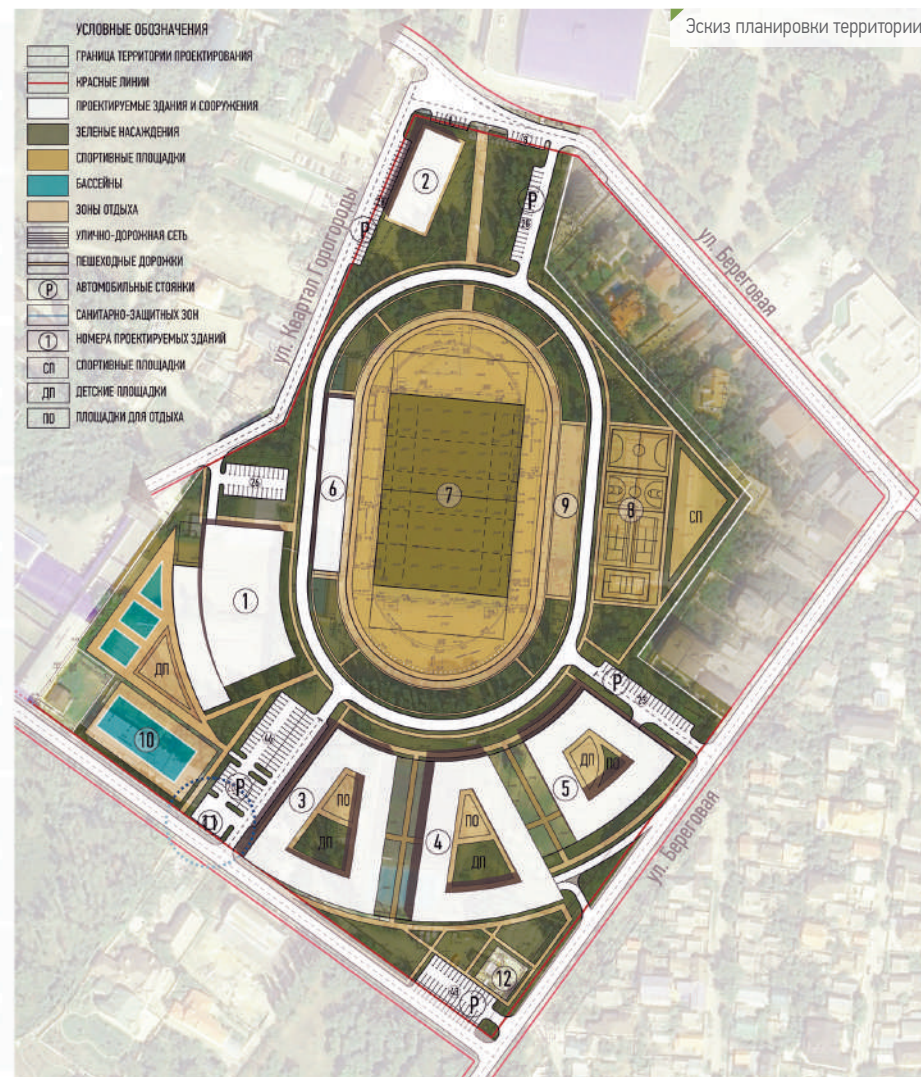 Эскиз планировки территории
УСЛОВНЫЕ ОБОЗНАЧЕНИЯ
ГРАНИЦА ТЕРРИТОРИИ ПРОЕКТИРОВАНИЯ
КРАСНЫЕ ЛИНИИ
ПРОЕКТИРУЕМЫЕ ЗДАНИЯ И СООРУЖЕНИЯ
ЗЕЛЕНЫЕ НАСАЖДЕНИЯ
СПОРТИВНЫЕ ПЛОЩАДКИ
БАССЕЙНЫ
ЗОНЫ ОТДЫХА
УЛИЧНО-ДОРОЖНАЯ СЕТЬ
ПЕШЕХОДНЫЕ ДОРОЖКИ
P АВТОМОБИЛЬНЫЕ СТОЯНКИ
САНИТАРНО-ЗАЩИТНЫХ ЗОН
1 НОМЕРА ПРОЕКТИРУЕМЫХ ЗДАНИЙ
СП СПОРТИВНЫЕ ПЛОЩАДКИ
ДП ДЕТСКИЕ ПЛОЩАДКИ
ПО ПЛОЩАДКИ ДЛЯ ОТДЫХА
2
P
P
ул. Квартал Горогороды
ул. Береговая
6
7
9
8
СП
26
1
ДП
10
P
46
11
3
ПО
ДП
4
ПО
ДП
5
ДП
ПО
P
ул. Береговая
12
P